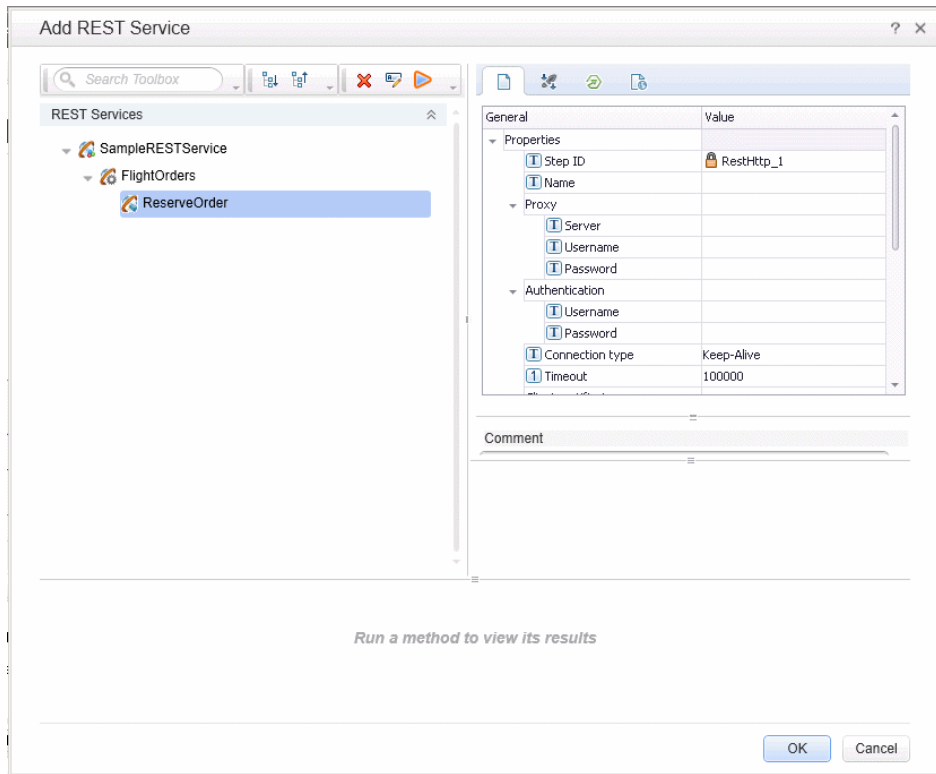 Add REST Service
? ×
Search Toolbox
REST Services
SampleRESTService
FlightOrders
ReserveOrder
General Value
Properties
T Step ID RestHttp_1
T Name
Proxy
T Server
T Username
T Password
Authentication
T Username
T Password
T Connection type Keep-Alive
1 Timeout 100000
Comment
Run a method to view its results
OK Cancel